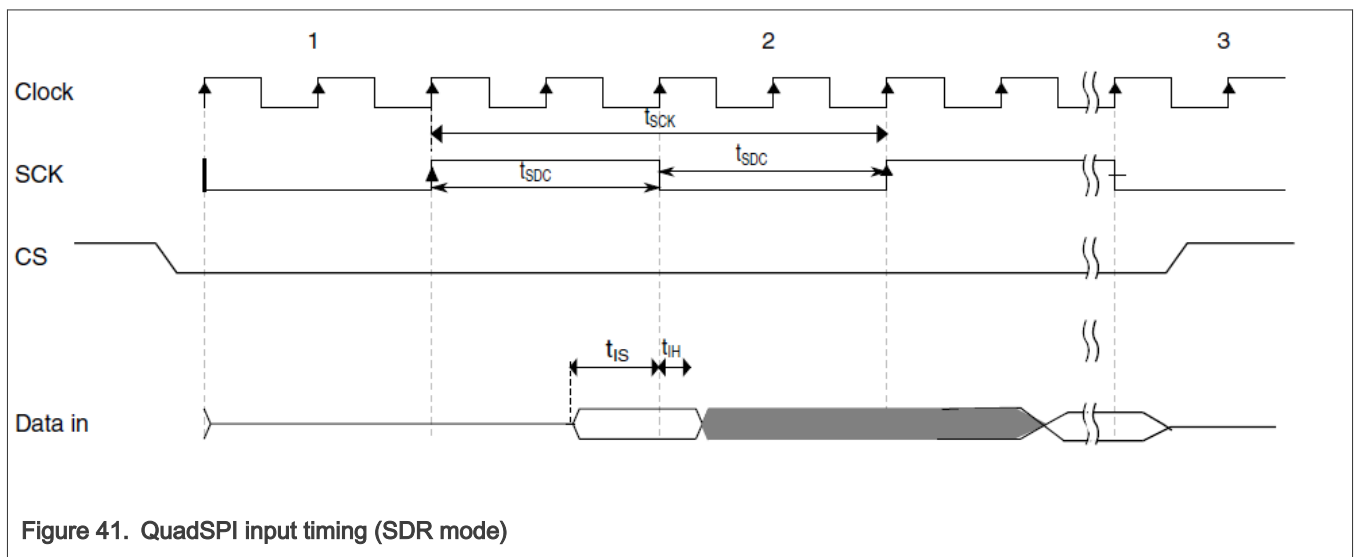 1 2 3
Clock
tSCK
SCK
tSDC tSDC
CS
tIS tIH
Data in
Figure 41. QuadSPI input timing (SDR mode)